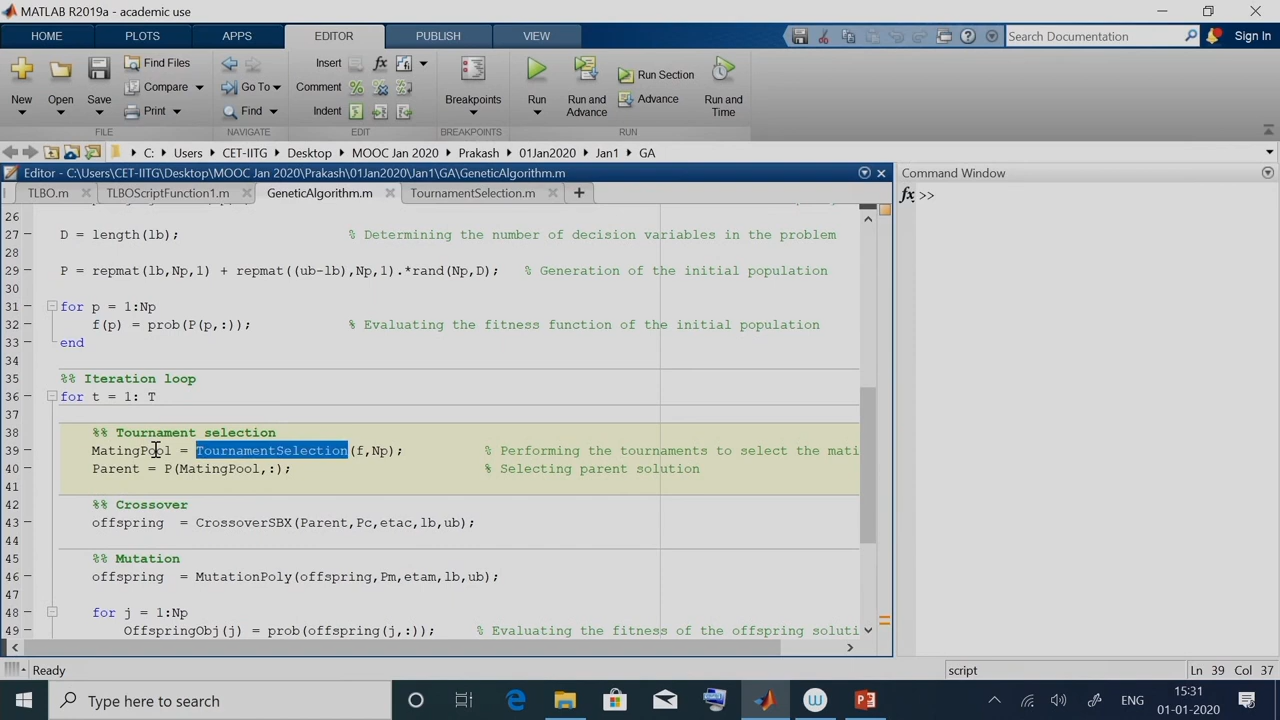 MATLAB R2019a - academic use
HOME PLOTS APPS EDITOR PUBLISH VIEW Search Documentation Sign In
New Open Save Find Files Compare Print Go To Find Insert Comment Indent Breakpoints Run Run and Advance Run Section Advance Run and Time
FILE NAVIGATE EDIT BREAKPOINTS RUN
C: Users CET-IITG Desktop MOOC Jan 2020 Prakash 01Jan2020 Jan1 GA
Editor - C:\Users\CET-IITG\Desktop\MOOC Jan 2020\Prakash\01Jan2020\Jan1\GA\GeneticAlgorithm.m Command Window
TLBO.m TLBOScriptFunction1.m GeneticAlgorithm.m TournamentSelection.m fx >>
26
27 D = length(lb); % Determining the number of decision variables in the problem
28
29 P = repmat(lb,Np,1) + repmat((ub-lb),Np,1).*rand(Np,D); % Generation of the initial population
30
31 for p = 1:Np
32 f(p) = prob(P(p,:)); % Evaluating the fitness function of the initial population
33 end
34
35 %% Iteration loop
36 for t = 1: T
37
38 %% Tournament selection
39 MatingPool = TournamentSelection(f,Np); % Performing the tournaments to select the mati
40 Parent = P(MatingPool,:); % Selecting parent solution
41
42 %% Crossover
43 offspring = CrossoverSBX(Parent,Pc,etac,lb,ub);
44
45 %% Mutation
46 offspring = MutationPoly(offspring,Pm,etam,lb,ub);
47
48 for j = 1:Np
49 OffspringObj(j) = prob(offspring(j,:)); % Evaluating the fitness of the offspring soluti
Ready script Ln 39 Col 37
Type here to search ENG 15:31
01-01-2020